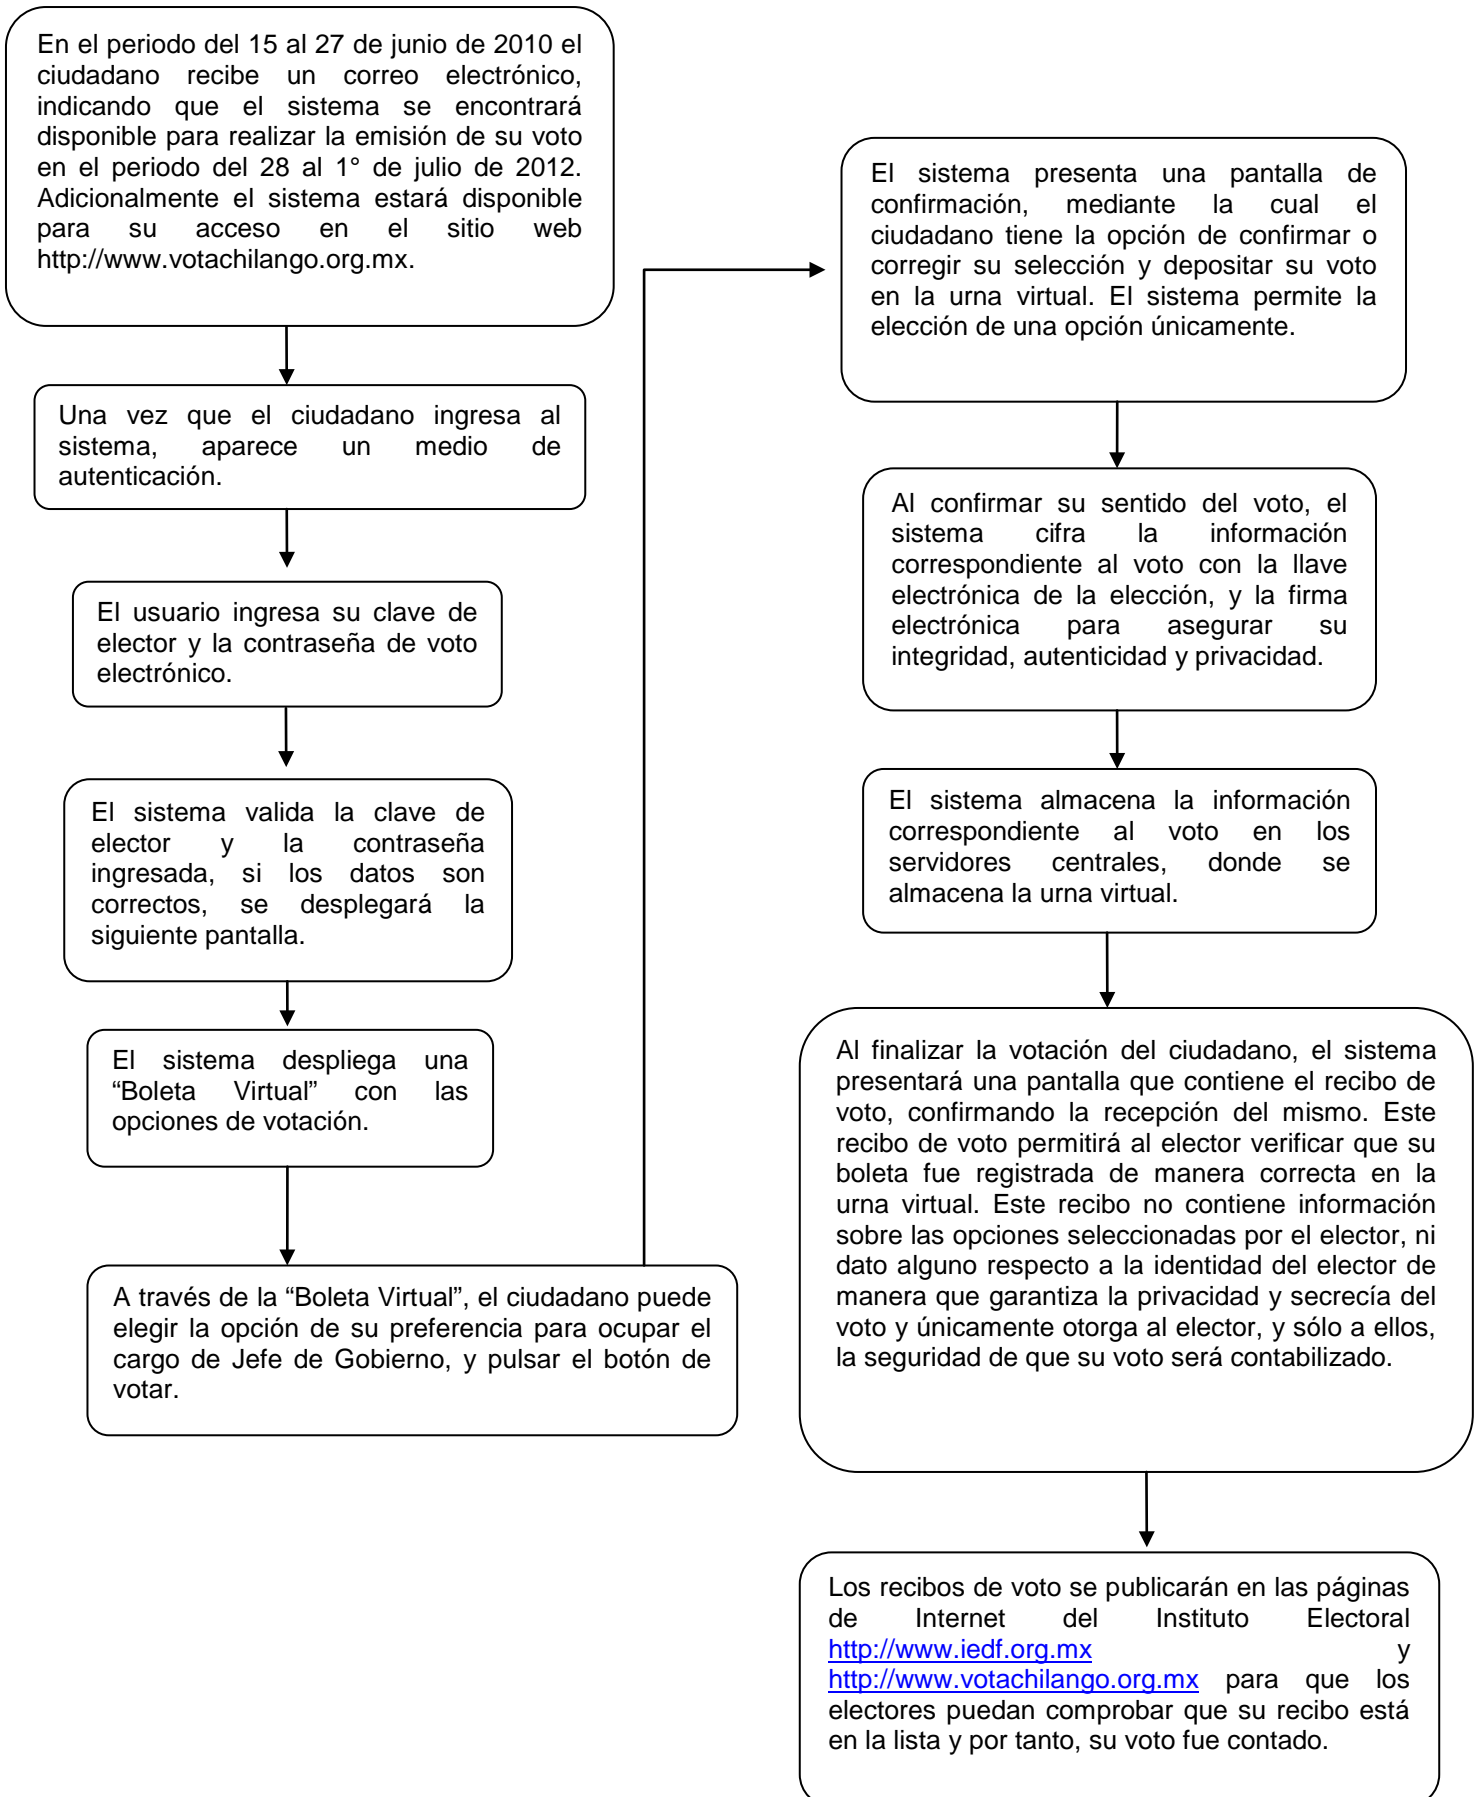 En el periodo del 15 al 27 de junio de 2010 el
ciudadano recibe un correo electrónico,
indicando que el sistema se encontrará
disponible para realizar la emisión de su voto
en el periodo del 28 al 1° de julio de 2012.
Adicionalmente el sistema estará disponible
para su acceso en el sitio web
http://www.votachilango.org.mx.
Una vez que el ciudadano ingresa al
sistema, aparece un medio de
autenticación.
El usuario ingresa su clave de
elector y la contraseña de voto
electrónico.
El sistema valida la clave de
elector y la contraseña
ingresada, si los datos son
correctos, se desplegará la
siguiente pantalla.
El sistema despliega una
“Boleta Virtual” con las
opciones de votación.
A través de la “Boleta Virtual”, el ciudadano puede
elegir la opción de su preferencia para ocupar el
cargo de Jefe de Gobierno, y pulsar el botón de
votar.
El sistema presenta una pantalla de
confirmación, mediante la cual el
ciudadano tiene la opción de confirmar o
corregir su selección y depositar su voto
en la urna virtual. El sistema permite la
elección de una opción únicamente.
Al confirmar su sentido del voto, el
sistema cifra la información
correspondiente al voto con la llave
electrónica de la elección, y la firma
electrónica para asegurar su
integridad, autenticidad y privacidad.
El sistema almacena la información
correspondiente al voto en los
servidores centrales, donde se
almacena la urna virtual.
Al finalizar la votación del ciudadano, el sistema
presentará una pantalla que contiene el recibo de
voto, confirmando la recepción del mismo. Este
recibo de voto permitirá al elector verificar que su
boleta fue registrada de manera correcta en la
urna virtual. Este recibo no contiene información
sobre las opciones seleccionadas por el elector, ni
dato alguno respecto a la identidad del elector de
manera que garantiza la privacidad y secrecía del
voto y únicamente otorga al elector, y sólo a ellos,
la seguridad de que su voto será contabilizado.
Los recibos de voto se publicarán en las páginas
de Internet del Instituto Electoral
http://www.iedf.org.mx y
http://www.votachilango.org.mx para que los
electores puedan comprobar que su recibo está
en la lista y por tanto, su voto fue contado.